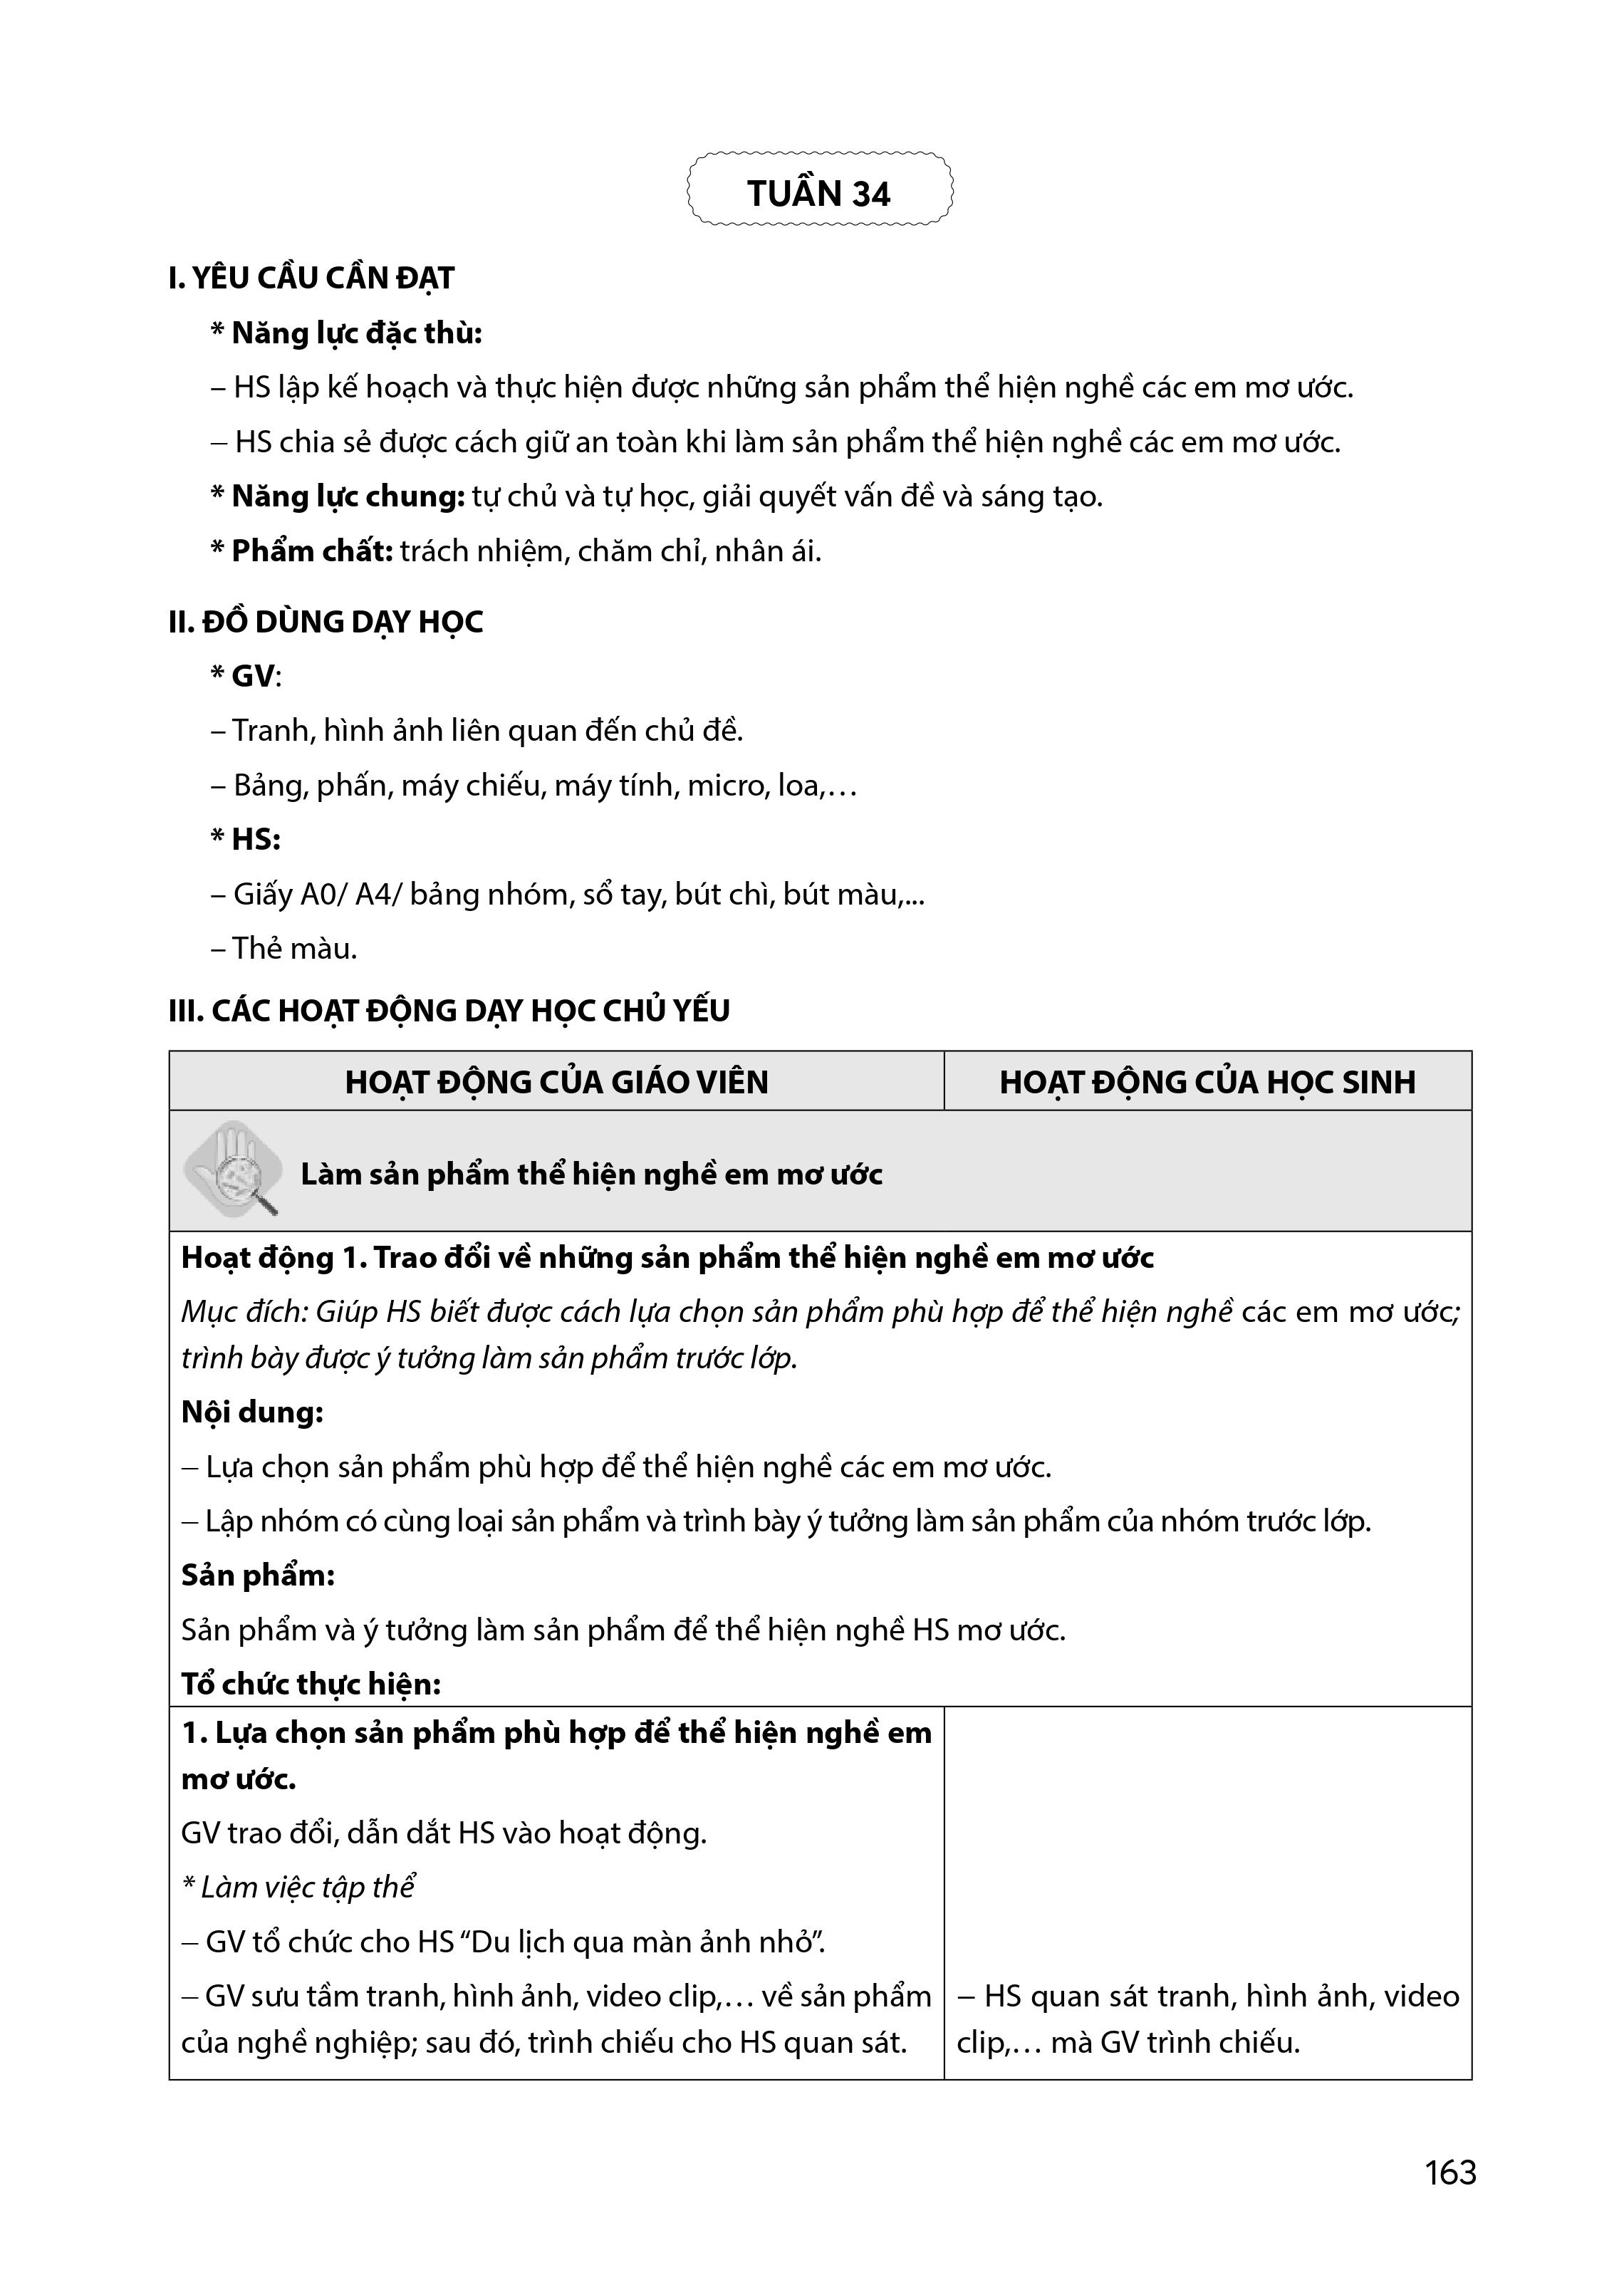 TUẦN 34
I. YÊU CẦU CẦN ĐẠT
* Năng lực đặc thù:
– HS lập kế hoạch và thực hiện được những sản phẩm thể hiện nghề các em mơ ước.
– HS chia sẻ được cách giữ an toàn khi làm sản phẩm thể hiện nghề các em mơ ước.
* Năng lực chung: tự chủ và tự học, giải quyết vấn đề và sáng tạo.
* Phẩm chất: trách nhiệm, chăm chỉ, nhân ái.
II. ĐỒ DÙNG DẠY HỌC
* GV:
– Tranh, hình ảnh liên quan đến chủ đề.
– Bảng, phấn, máy chiếu, máy tính, micro, loa,…
* HS:
– Giấy A0/ A4/ bảng nhóm, sổ tay, bút chì, bút màu,...
– Thẻ màu.
III. CÁC HOẠT ĐỘNG DẠY HỌC CHỦ YẾU
HOẠT ĐỘNG CỦA GIÁO VIÊN
HOẠT ĐỘNG CỦA HỌC SINH
Làm sản phẩm thể hiện nghề em mơ ước
Hoạt động 1. Trao đổi về những sản phẩm thể hiện nghề em mơ ước
Mục đích: Giúp HS biết được cách lựa chọn sản phẩm phù hợp để thể hiện nghề các em mơ ước;
trình bày được ý tưởng làm sản phẩm trước lớp.
Nội dung:
– Lựa chọn sản phẩm phù hợp để thể hiện nghề các em mơ ước.
– Lập nhóm có cùng loại sản phẩm và trình bày ý tưởng làm sản phẩm của nhóm trước lớp.
Sản phẩm:
Sản phẩm và ý tưởng làm sản phẩm để thể hiện nghề HS mơ ước.
Tổ chức thực hiện:
1. Lựa chọn sản phẩm phù hợp để thể hiện nghề em
mơ ước.
GV trao đổi, dẫn dắt HS vào hoạt động.
* Làm việc tập thể
– GV tổ chức cho HS “Du lịch qua màn ảnh nhỏ”.
– GV sưu tầm tranh, hình ảnh, video clip,… về sản phẩm
của nghề nghiệp; sau đó, trình chiếu cho HS quan sát.
– HS quan sát tranh, hình ảnh, video
clip,… mà GV trình chiếu.
163